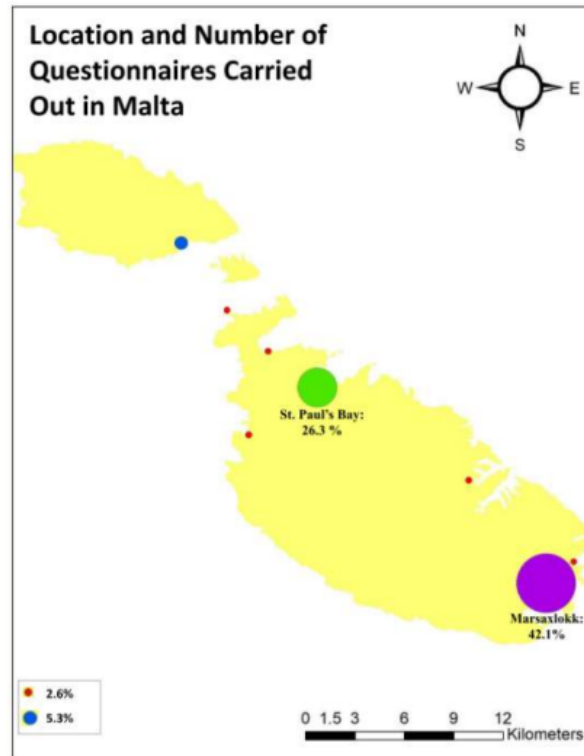 Location and Number of
Questionnaires Carried
Out in Malta
N
W E
S
St. Paul's Bay:
26.3 %
Marsaxlokk:
42.1%
2.6%
5.3%
0 1.5 3 6 9 12
Kilometers